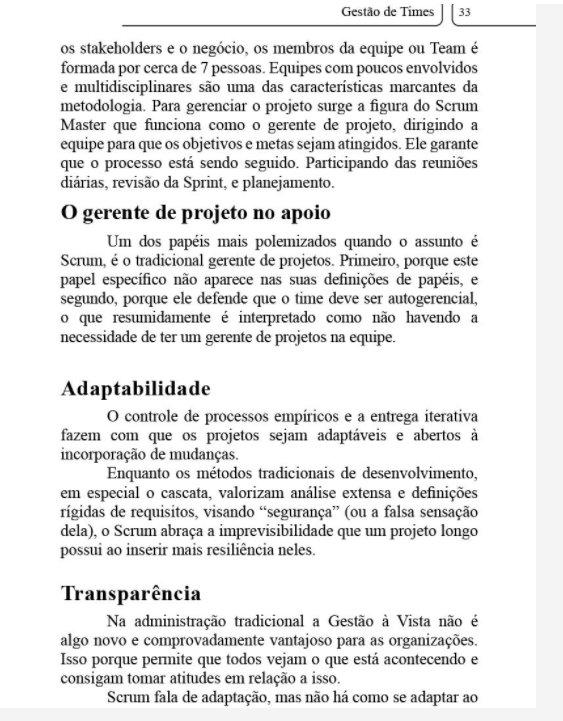 Gestão de Times 33
os stakeholders e o negócio, os membros da equipe ou Team é
formada por cerca de 7 pessoas. Equipes com poucos envolvidos
e multidisciplinares são uma das características marcantes da
metodologia. Para gerenciar o projeto surge a figura do Scrum
Master que funciona como o gerente de projeto, dirigindo a
equipe para que os objetivos e metas sejam atingidos. Ele garante
que o processo está sendo seguido. Participando das reuniões
diárias, revisão da Sprint, e planejamento.
O gerente de projeto no apoio
Um dos papéis mais polemizados quando o assunto é
Scrum, é o tradicional gerente de projetos. Primeiro, porque este
papel específico não aparece nas suas definições de papéis, e
segundo, porque ele defende que o time deve ser autogerencial,
o que resumidamente é interpretado como não havendo a
necessidade de ter um gerente de projetos na equipe.
Adaptabilidade
O controle de processos empíricos e a entrega iterativa
fazem com que os projetos sejam adaptáveis e abertos à
incorporação de mudanças.
Enquanto os métodos tradicionais de desenvolvimento,
em especial o cascata, valorizam análise extensa e definições
rígidas de requisitos, visando “segurança” (ou a falsa sensação
dela), o Scrum abraça a imprevisibilidade que um projeto longo
possui ao inserir mais resiliência neles.
Transparência
Na administração tradicional a Gestão à Vista não é
algo novo e comprovadamente vantajoso para as organizações.
Isso porque permite que todos vejam o que está acontecendo e
consigam tomar atitudes em relação a isso.
Scrum fala de adaptação, mas não há como se adaptar ao